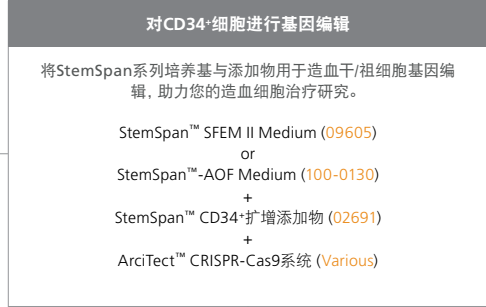 对CD34⁺细胞进行基因编辑
将StemSpan系列培养基与添加物用于造血干/祖细胞基因编
辑，助力您的造血细胞治疗研究。
StemSpan™ SFEM II Medium (09605)
or
StemSpan™-AOF Medium (100-0130)
+
StemSpan™ CD34⁺扩增添加物 (02691)
+
ArciTect™ CRISPR-Cas9系统 (Various)